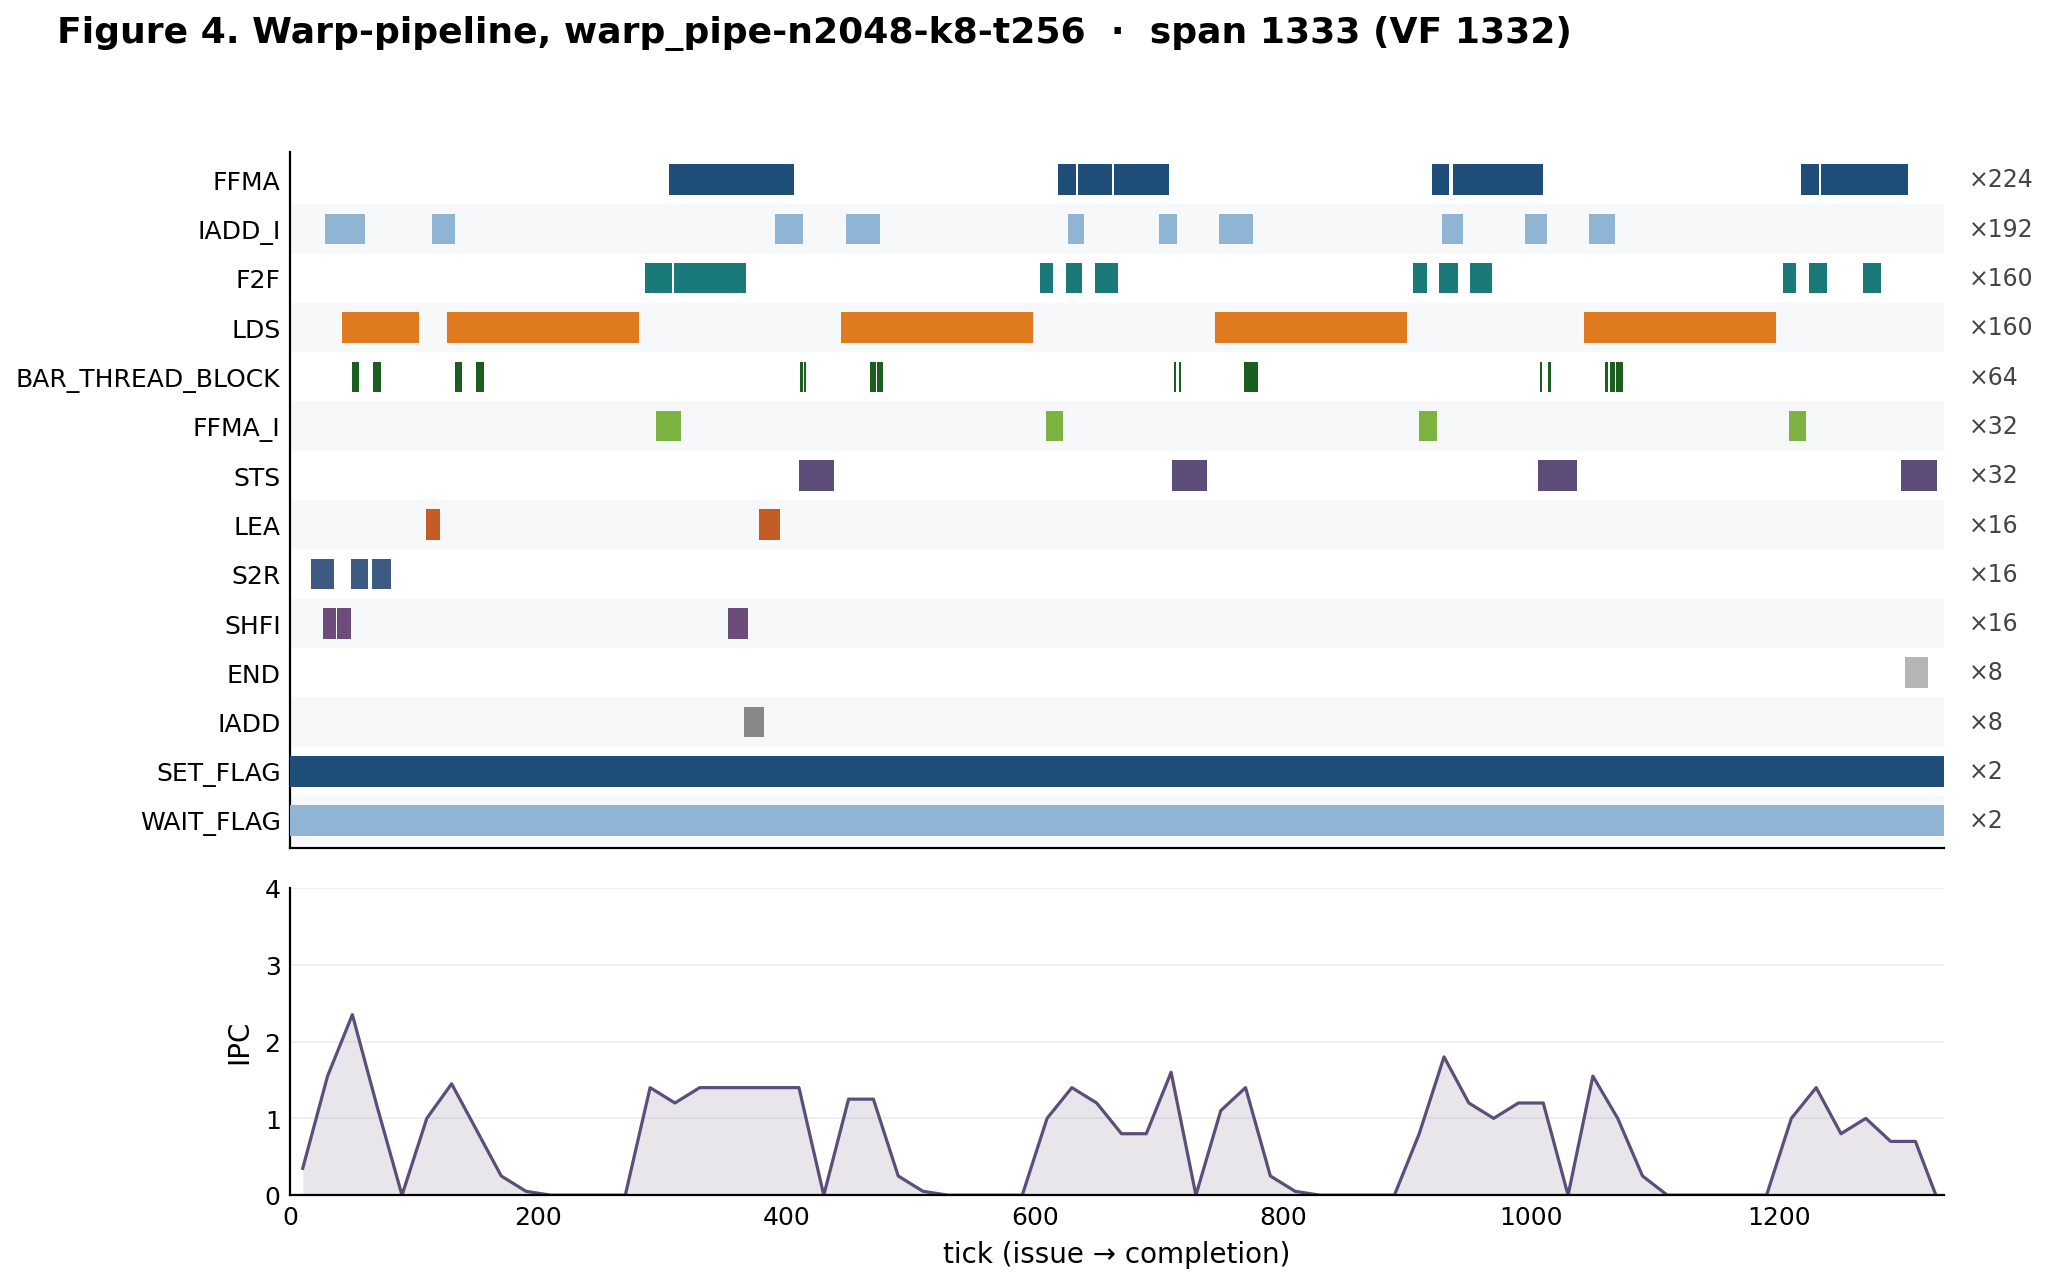 Figure 4. Warp-pipeline, warp_pipe-n2048-k8-t256 · span 1333 (VF 1332)
FFMA ×224
IADD_I ×192
F2F ×160
LDS ×160
BAR_THREAD_BLOCK ×64
FFMA_I ×32
STS ×32
LEA ×16
S2R ×16
SHFI ×16
END ×8
IADD ×8
SET_FLAG ×2
WAIT_FLAG ×2
4
3
2
1
0
IPC
0 200 400 600 800 1000 1200
tick (issue → completion)